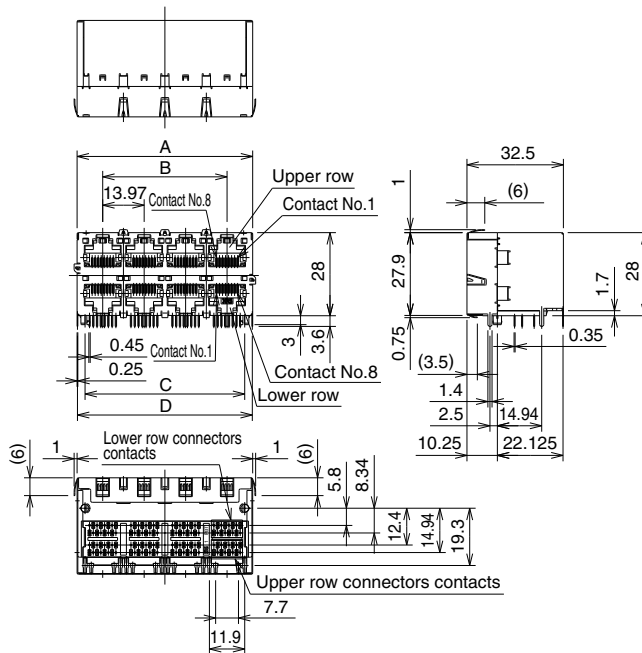 A
B
13.97
Contact No.8
Upper row
Contact No.1
28
3
3.6
0.45
0.25
Contact No.1
Contact No.8
C
Lower row
D
32.5
1
(6)
27.9
28
1.7
0.75
0.35
(3.5)
1.4
2.5
14.94
10.25
22.125
Lower row connectors
contacts
1
1
(6)
(6)
5.8
8.34
12.4
14.94
19.3
Upper row connectors contacts
7.7
11.9